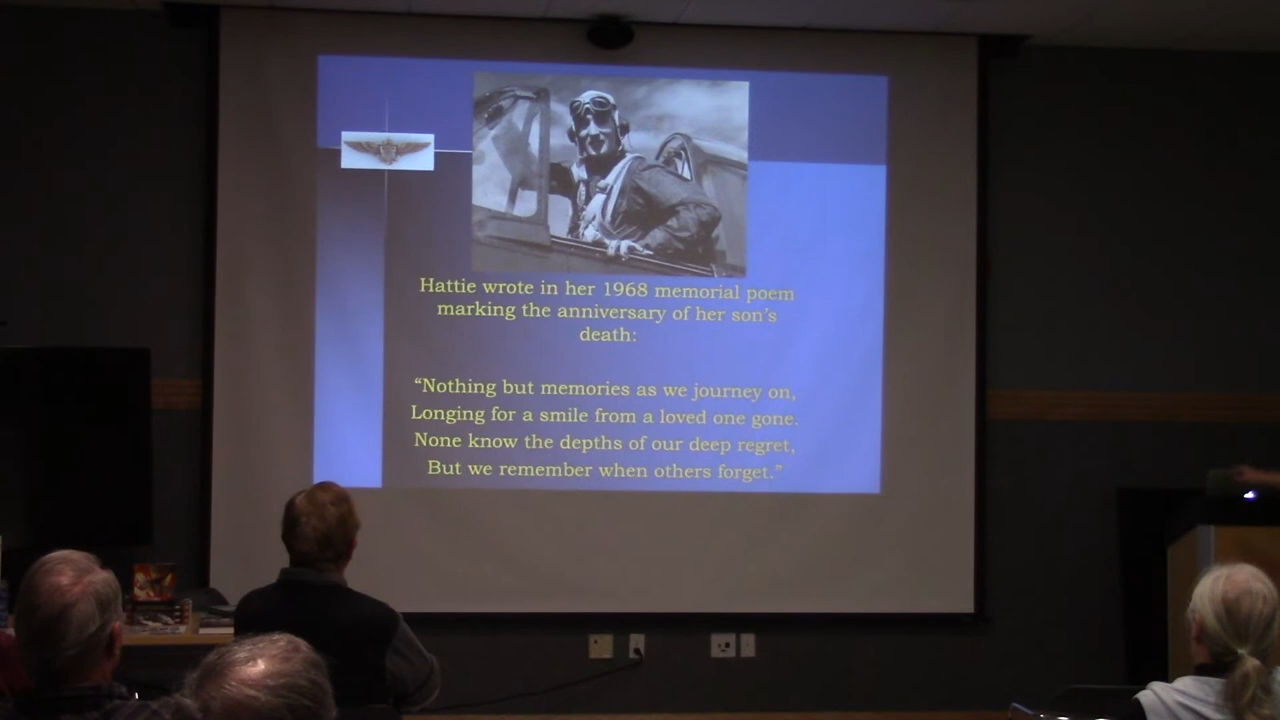 Hattie wrote in her 1968 memorial poem
marking the anniversary of her son's
death:
“Nothing but memories as we journey on,
Longing for a smile from a loved one gone.
None know the depths of our deep regret,
But we remember when others forget.”